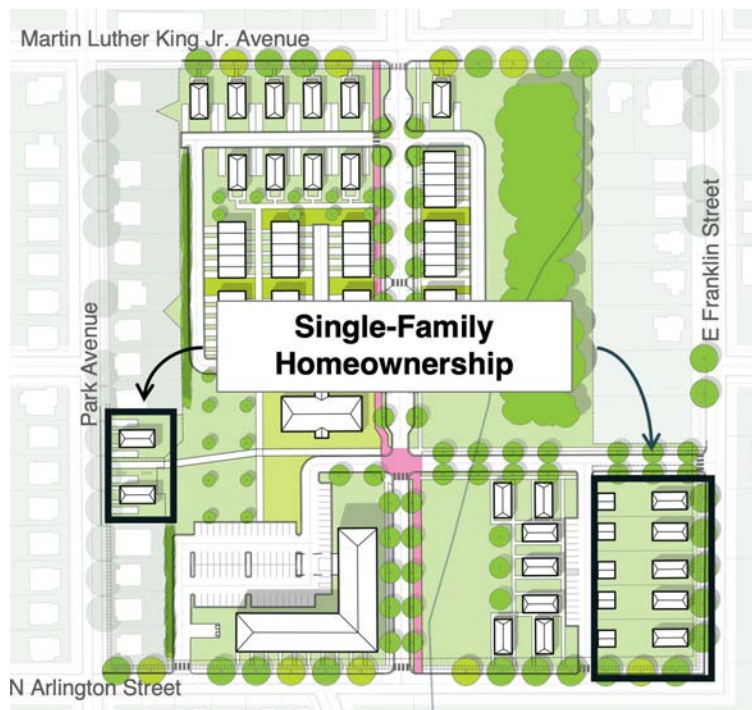 Martin Luther King Jr. Avenue
Park Avenue
Single-Family
Homeownership
E Franklin Street
N Arlington Street